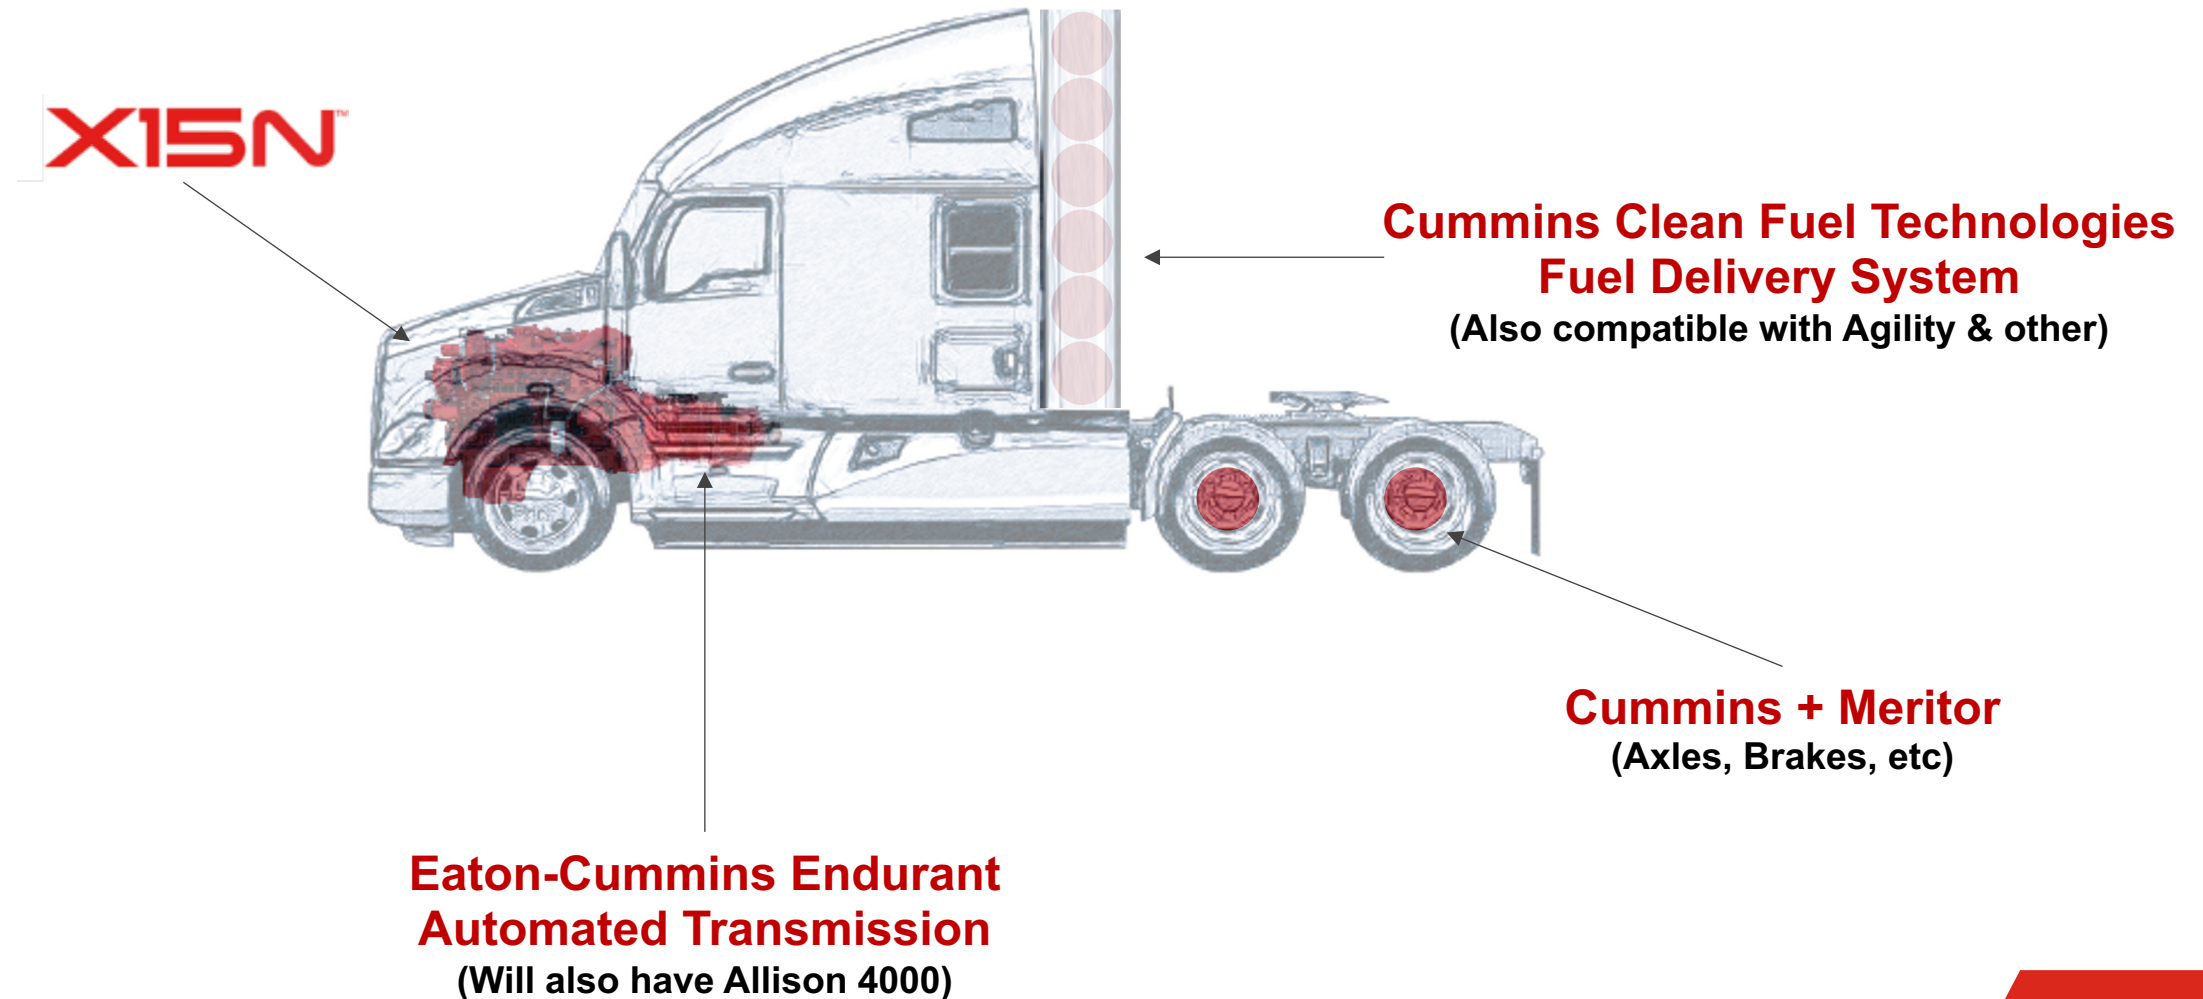 X15N™
Cummins Clean Fuel Technologies
Fuel Delivery System
(Also compatible with Agility & other)
Cummins + Meritor
(Axles, Brakes, etc)
Eaton-Cummins Endurant
Automated Transmission
(Will also have Allison 4000)